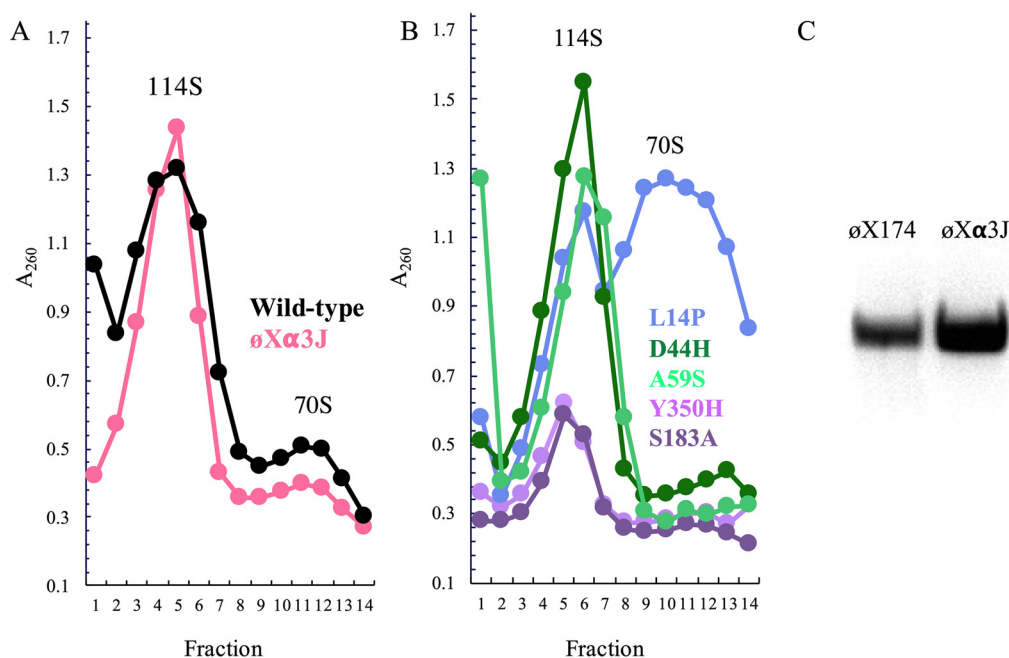 A
1.7
1.5
1.3
1.1
0.9
0.7
0.5
0.3
0.1
A260
114S
70S
Wild-type
øXα3J
1 2 3 4 5 6 7 8 9 10 11 12 13 14
Fraction
B
1.7
1.5
1.3
1.1
0.9
0.7
0.5
0.3
0.1
A260
114S
70S
L14P
D44H
A59S
Y350H
S183A
1 2 3 4 5 6 7 8 9 10 11 12 13 14
Fraction
C
øX174 øXα3J